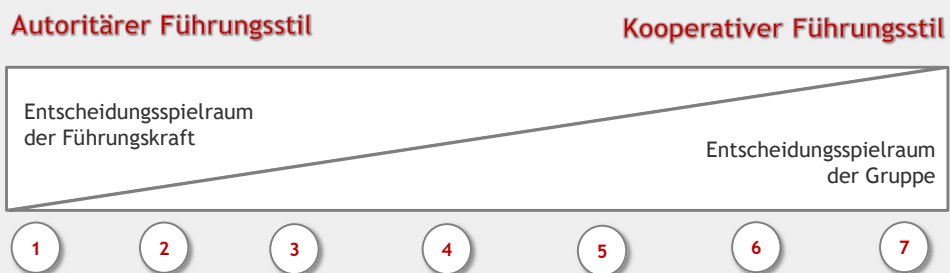 Autoritärer Führungsstil
Kooperativer Führungsstil
Entscheidungsspielraum
der Führungskraft
Entscheidungsspielraum
der Gruppe
1 2 3 4 5 6 7